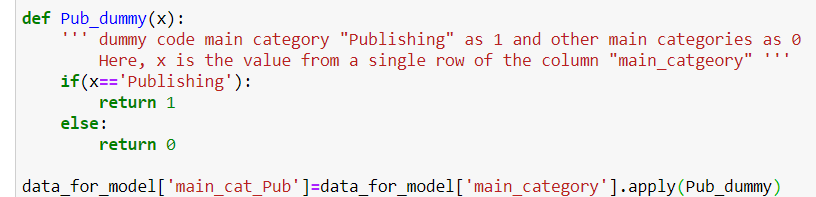 def Pub_dummy(x):
''' dummy code main category "Publishing" as 1 and other main categories as 0
Here, x is the value from a single row of the column "main_catgeory" '''
if(x=='Publishing'):
return 1
else:
return 0
data_for_model['main_cat_Pub']=data_for_model['main_category'].apply(Pub_dummy)